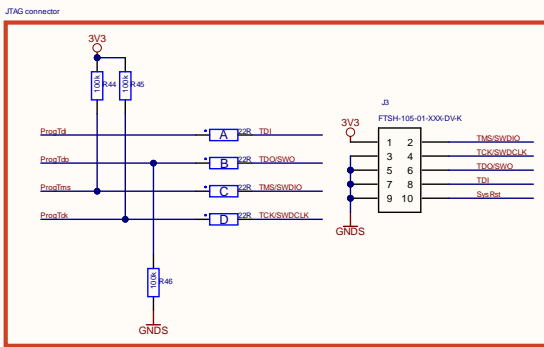 JTAG connector
3V3
100k R44 100k R45
ProgTdi A 22R TDI
ProgTdo B 22R TDO/SWO
ProgTms C 22R TMS/SWDIO
ProgTck D 22R TCK/SWDCLK
100k R46
GNDS
J3
FTSH-105-01-XXX-DV-K
3V3
1 2 TMS/SWDIO
3 4 TCK/SWDCLK
5 6 TDO/SWO
7 8 TDI
9 10 SysRst
GNDS